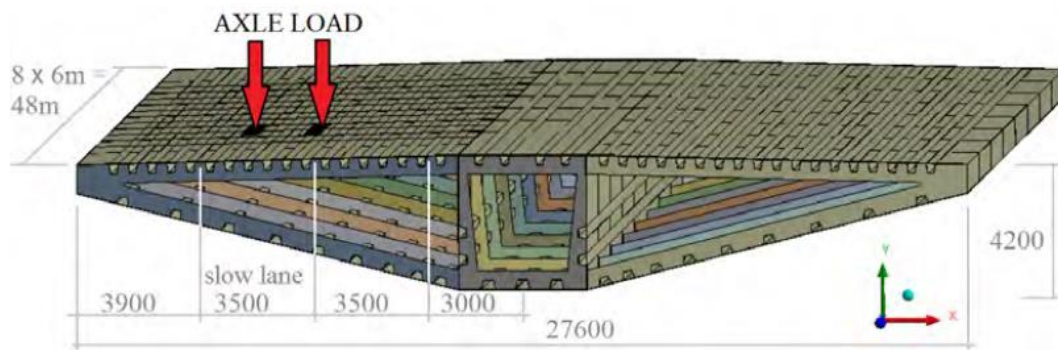 AXLE LOAD
8 x 6m =
48m
slow lane
3900
3500
3500
3000
27600
4200
Y
X